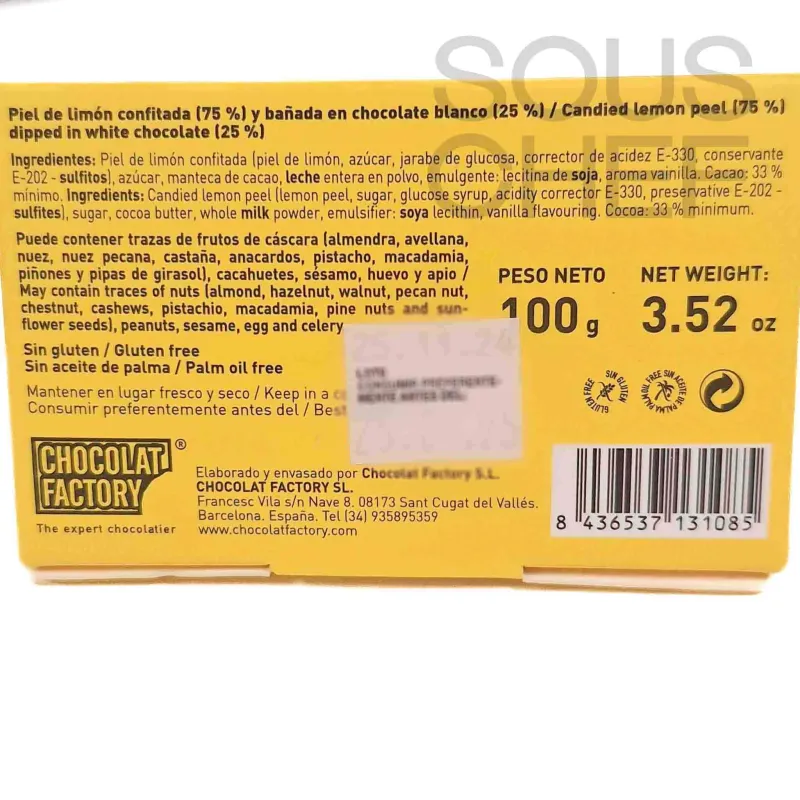 SOUS
CHEF
Piel de limón confitada (75 %) y bañada en chocolate blanco (25 %) / Candied lemon peel (75 %)
dipped in white chocolate (25 %)
Ingredientes: Piel de limón confitada (piel de limón, azúcar, jarabe de glucosa, corrector de acidez E-330, conservante
E-202 - sulfitos), azúcar, manteca de cacao, leche entera en polvo, emulgente: lecitina de soja, aroma vainilla. Cacao: 33 %
mínimo. Ingredients: Candied lemon peel (lemon peel, sugar, glucose syrup, acidity corrector E-330, preservative E-202 -
sulfites), sugar, cocoa butter, whole milk powder, emulsifier: soya lecithin, vanilla flavouring. Cocoa: 33 % minimum.
Puede contener trazas de frutos de cáscara (almendra, avellana,
nuez, nuez pecana, castaña, anacardos, pistacho, macadamia,
piñones y pipas de girasol), cacahuetes, sésamo, huevo y apio /
May contain traces of nuts (almond, hazelnut, walnut, pecan nut,
chestnut, cashews, pistachio, macadamia, pine nuts and sun-
flower seeds), peanuts, sesame, egg and celery
Sin gluten / Gluten free
Sin aceite de palma / Palm oil free
Mantener en lugar fresco y seco / Keep in a
Consumir preferentemente antes del /
PESO NETO
100 g
NET WEIGHT:
3.52 oz
25.11.24
LOTE
CONSUMIR PREFERENTE-
MENTE ANTES DEL:
GLUTEN FREE SIN GLUTEN
PALM OIL FREE SIN ACEITE DE PALMA
CHOCOLAT
FACTORY ®
The expert chocolatier
Elaborado y envasado por Chocolat Factory S.L.
CHOCOLAT FACTORY SL.
Francesc Vila s/n Nave 8. 08173 Sant Cugat del Vallés.
Barcelona. España. Tel (34) 935895359
www.chocolatfactory.com
8 436537 131085